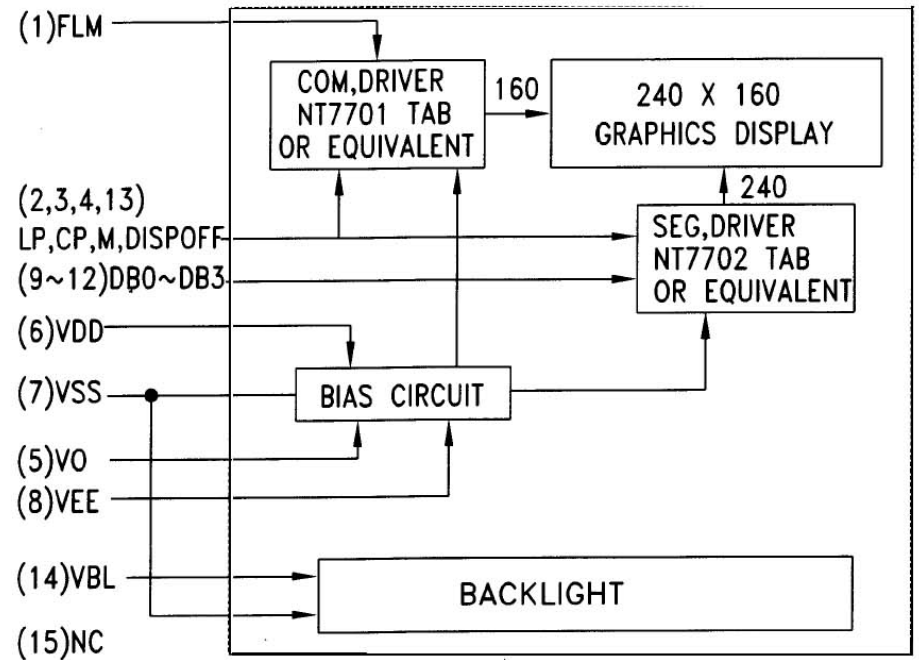 (1)FLM
COM,DRIVER
NT7701 TAB
OR EQUIVALENT
160
240 X 160
GRAPHICS DISPLAY
240
(2,3,4,13)
LP,CP,M,DISPOFF
SEG,DRIVER
NT7702 TAB
OR EQUIVALENT
(9~12)DB0~DB3
(6)VDD
(7)VSS
BIAS CIRCUIT
(5)VO
(8)VEE
(14)VBL
BACKLIGHT
(15)NC